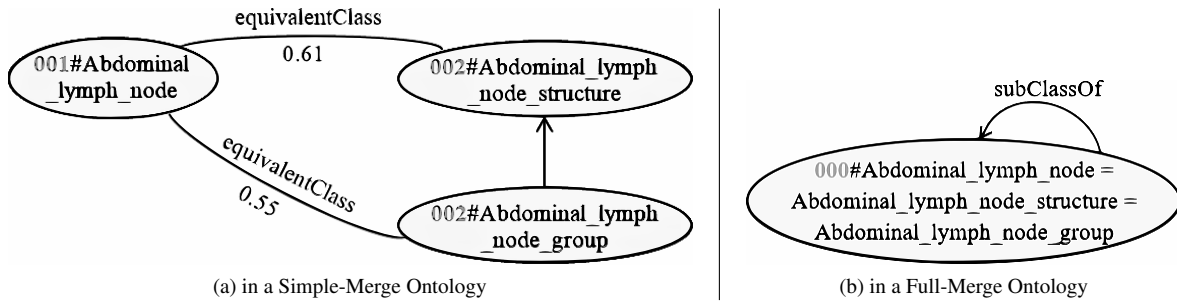 equivalentClass
0.61
001#Abdominal
_lymph_node
002#Abdominal_lymph
_node_structure
equivalentClass
0.55
002#Abdominal_lymph
_node_group
(a) in a Simple-Merge Ontology
subClassOf
000#Abdominal_lymph_node =
Abdominal_lymph_node_structure =
Abdominal_lymph_node_group
(b) in a Full-Merge Ontology